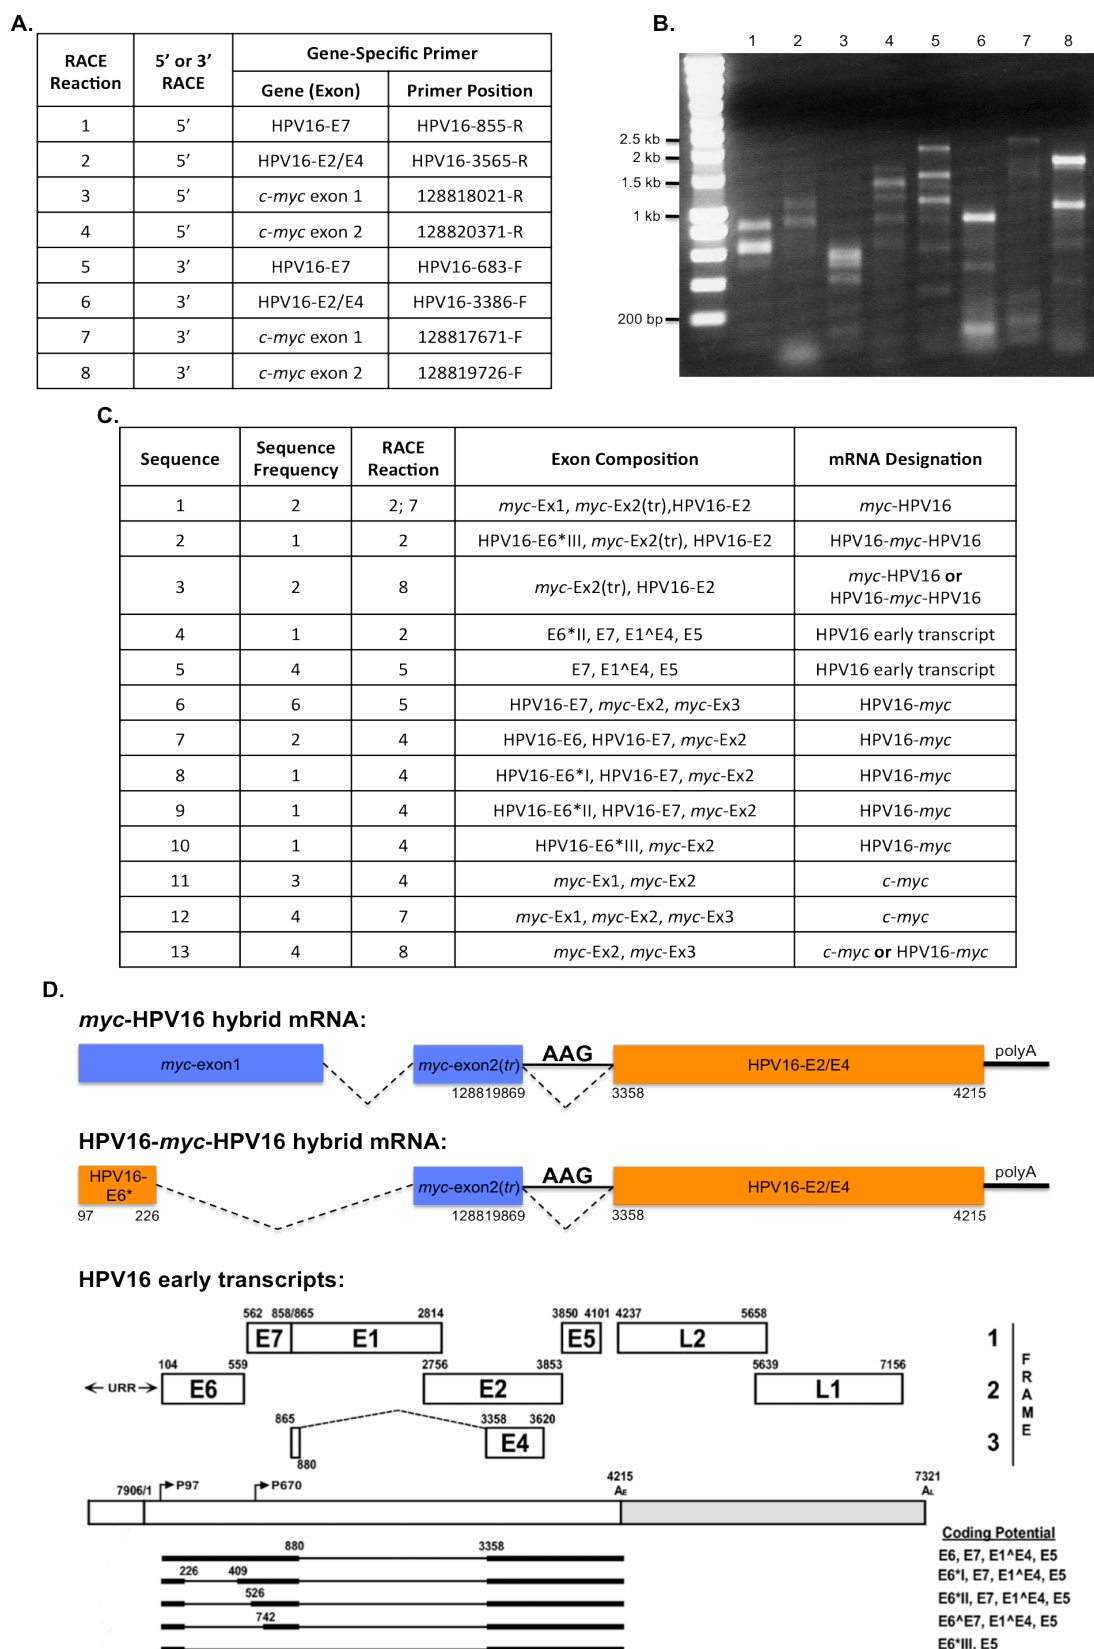 A.
RACE Reaction | 5’ or 3’ RACE | Gene-Specific Primer
Gene (Exon) | Primer Position
1 | 5’ | HPV16-E7 | HPV16-855-R
2 | 5’ | HPV16-E2/E4 | HPV16-3565-R
3 | 5’ | c-myc exon 1 | 128818021-R
4 | 5’ | c-myc exon 2 | 128820371-R
5 | 3’ | HPV16-E7 | HPV16-683-F
6 | 3’ | HPV16-E2/E4 | HPV16-3386-F
7 | 3’ | c-myc exon 1 | 128817671-F
8 | 3’ | c-myc exon 2 | 128819726-F
B.
1 2 3 4 5 6 7 8
2.5 kb
2 kb
1.5 kb
1 kb
200 bp
C.
Sequence | Sequence Frequency | RACE Reaction | Exon Composition | mRNA Designation
1 | 2 | 2; 7 | myc-Ex1, myc-Ex2(tr),HPV16-E2 | myc-HPV16
2 | 1 | 2 | HPV16-E6*III, myc-Ex2(tr), HPV16-E2 | HPV16-myc-HPV16
3 | 2 | 8 | myc-Ex2(tr), HPV16-E2 | myc-HPV16 or HPV16-myc-HPV16
4 | 1 | 2 | E6*II, E7, E1^E4, E5 | HPV16 early transcript
5 | 4 | 5 | E7, E1^E4, E5 | HPV16 early transcript
6 | 6 | 5 | HPV16-E7, myc-Ex2, myc-Ex3 | HPV16-myc
7 | 2 | 4 | HPV16-E6, HPV16-E7, myc-Ex2 | HPV16-myc
8 | 1 | 4 | HPV16-E6*I, HPV16-E7, myc-Ex2 | HPV16-myc
9 | 1 | 4 | HPV16-E6*II, HPV16-E7, myc-Ex2 | HPV16-myc
10 | 1 | 4 | HPV16-E6*III, myc-Ex2 | HPV16-myc
11 | 3 | 4 | myc-Ex1, myc-Ex2 | c-myc
12 | 4 | 7 | myc-Ex1, myc-Ex2, myc-Ex3 | c-myc
13 | 4 | 8 | myc-Ex2, myc-Ex3 | c-myc or HPV16-myc
D.
myc-HPV16 hybrid mRNA:
myc-exon1 myc-exon2(tr) AAG HPV16-E2/E4 polyA
128819869 3358 4215
HPV16-myc-HPV16 hybrid mRNA:
HPV16-E6* myc-exon2(tr) AAG HPV16-E2/E4 polyA
97 226 128819869 3358 4215
HPV16 early transcripts:
562 858/865 2814 3850 4101 4237 5658
E7 E1 E5 L2 1
104 559 2756 3853 5639 7156
URR E6 E2 L1 2
FRAME
865 3358 3620
E4 3
880
7906/1 P97 P670 4215 7321
AE AL
Coding Potential
880 3358
E6, E7, E1^E4, E5
226 409
E6*I, E7, E1^E4, E5
526
E6*II, E7, E1^E4, E5
742
E6^E7, E1^E4, E5
E6*III, E5